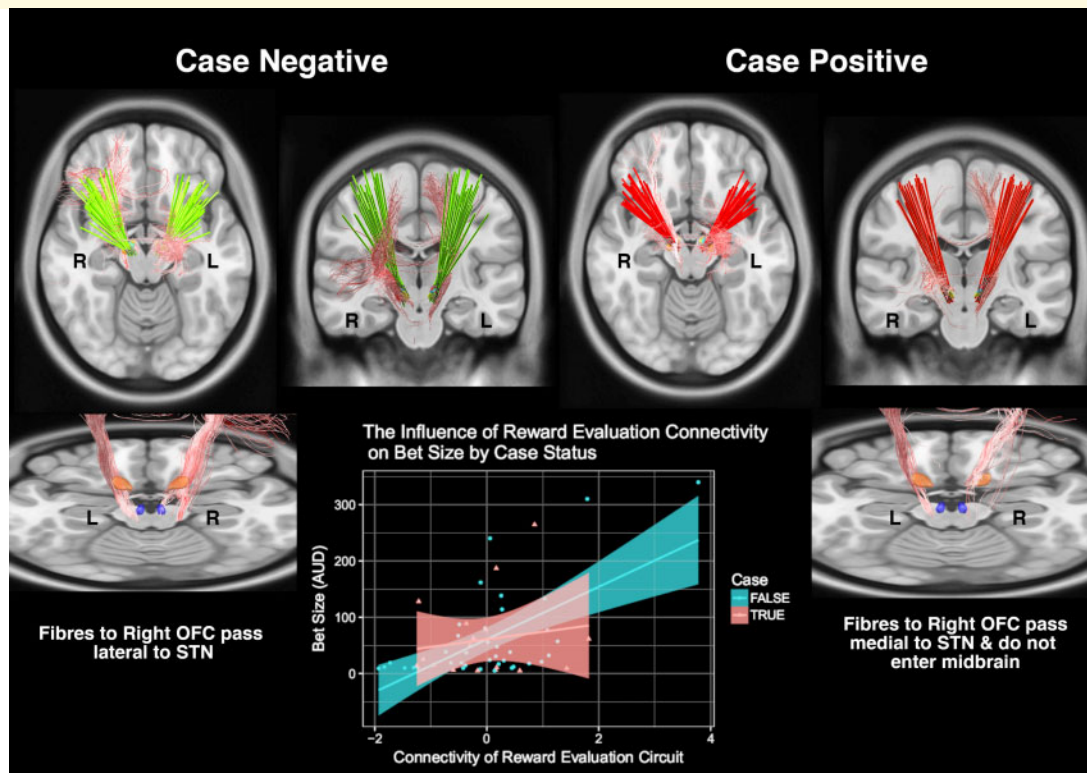 Case Negative
Case Positive
R
L
R
L
R
L
R
L
L
R
Fibres to Right OFC pass
lateral to STN
The Influence of Reward Evaluation Connectivity
on Bet Size by Case Status
Bet Size (AUD)
300
200
100
0
−2
0
2
4
Connectivity of Reward Evaluation Circuit
Case
FALSE
TRUE
L
R
Fibres to Right OFC pass
medial to STN & do not
enter midbrain